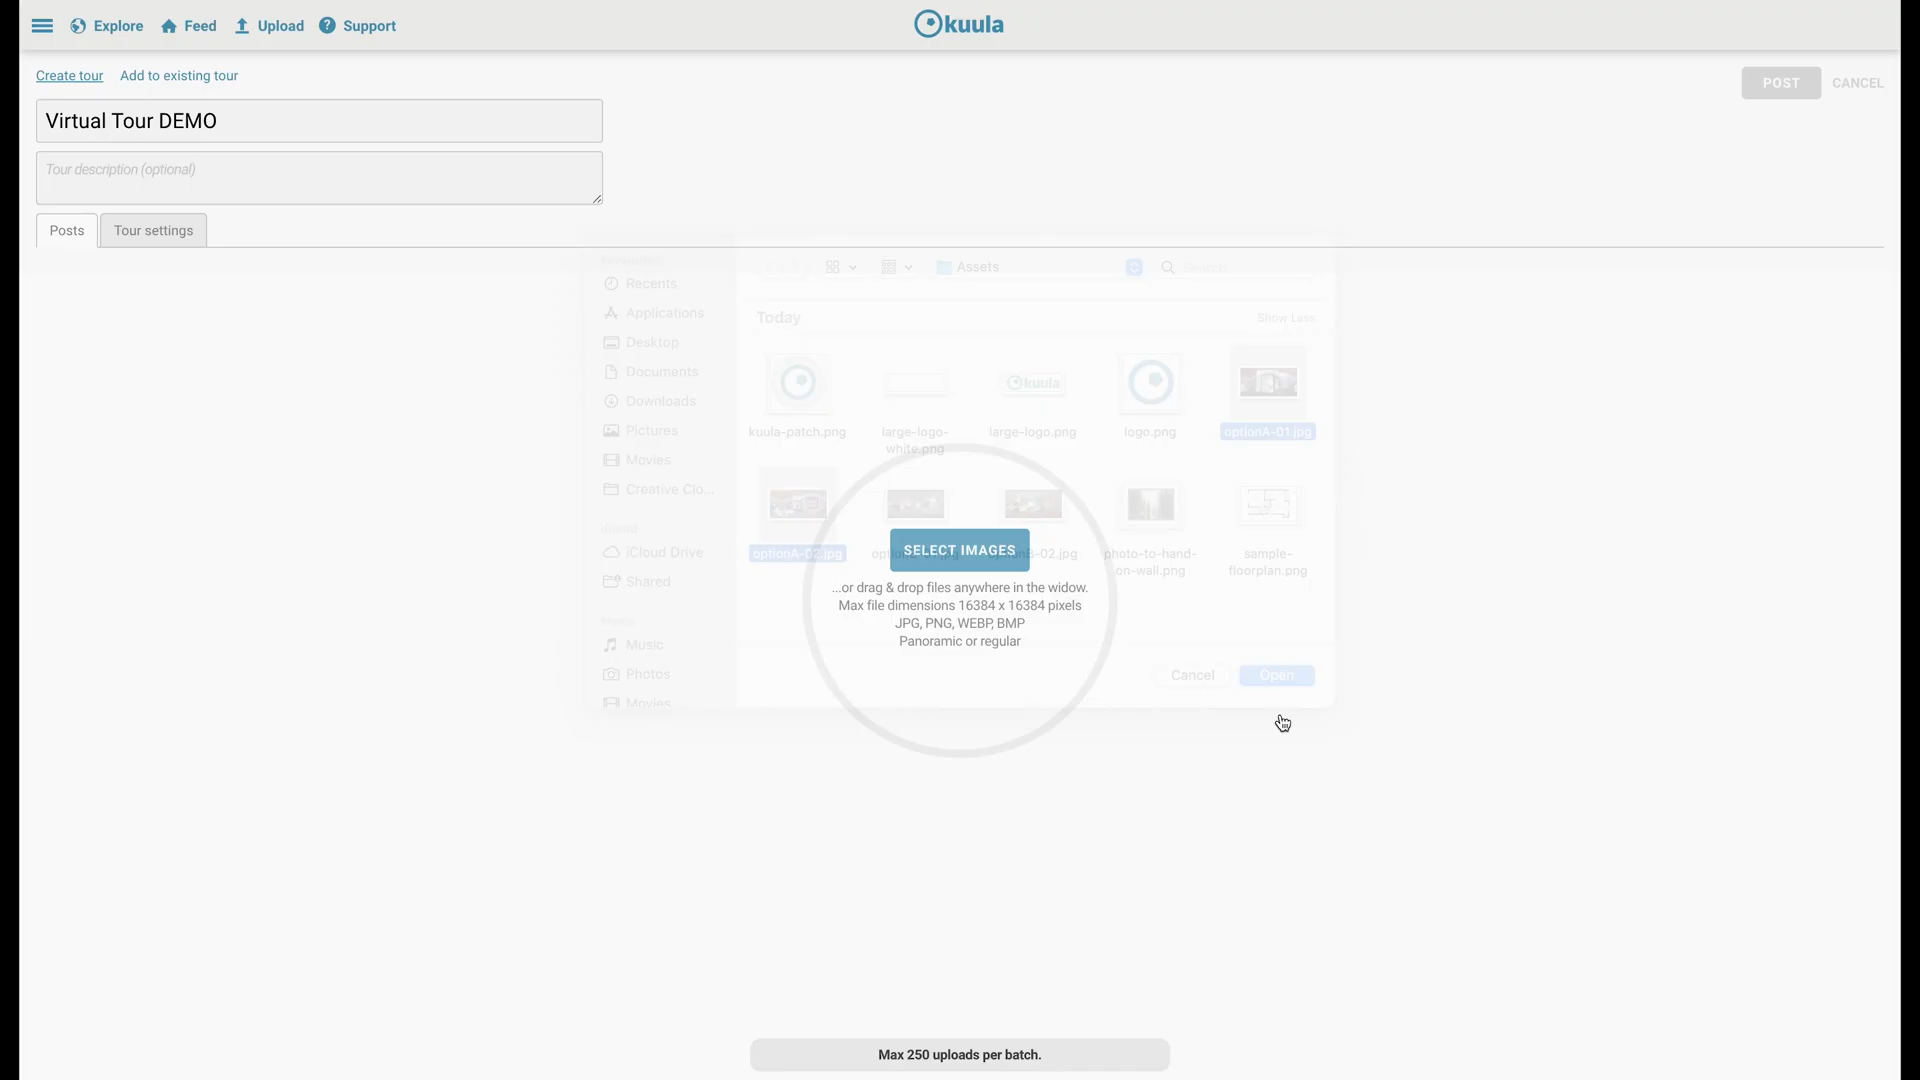 Explore Feed Upload Support
kuula
Create tour Add to existing tour
POST CANCEL
Virtual Tour DEMO
Tour description (optional)
Posts Tour settings
Favourites
Assets
Search
Recents
Applications
Desktop
Documents
Downloads
Pictures
Movies
Creative Clo...
iCloud
iCloud Drive
Shared
Media
Music
Photos
Movies
Today Show Less
kuula-patch.png
large-logo-
white.png
kuula
large-logo.png
logo.png
optionA-01.jpg
optionA-02.jpg
B-02.jpg
photo-to-hand-
on-wall.png
sample-
floorplan.png
SELECT IMAGES
...or drag & drop files anywhere in the widow.
Max file dimensions 16384 x 16384 pixels
JPG, PNG, WEBP, BMP
Panoramic or regular
Cancel Open
Max 250 uploads per batch.